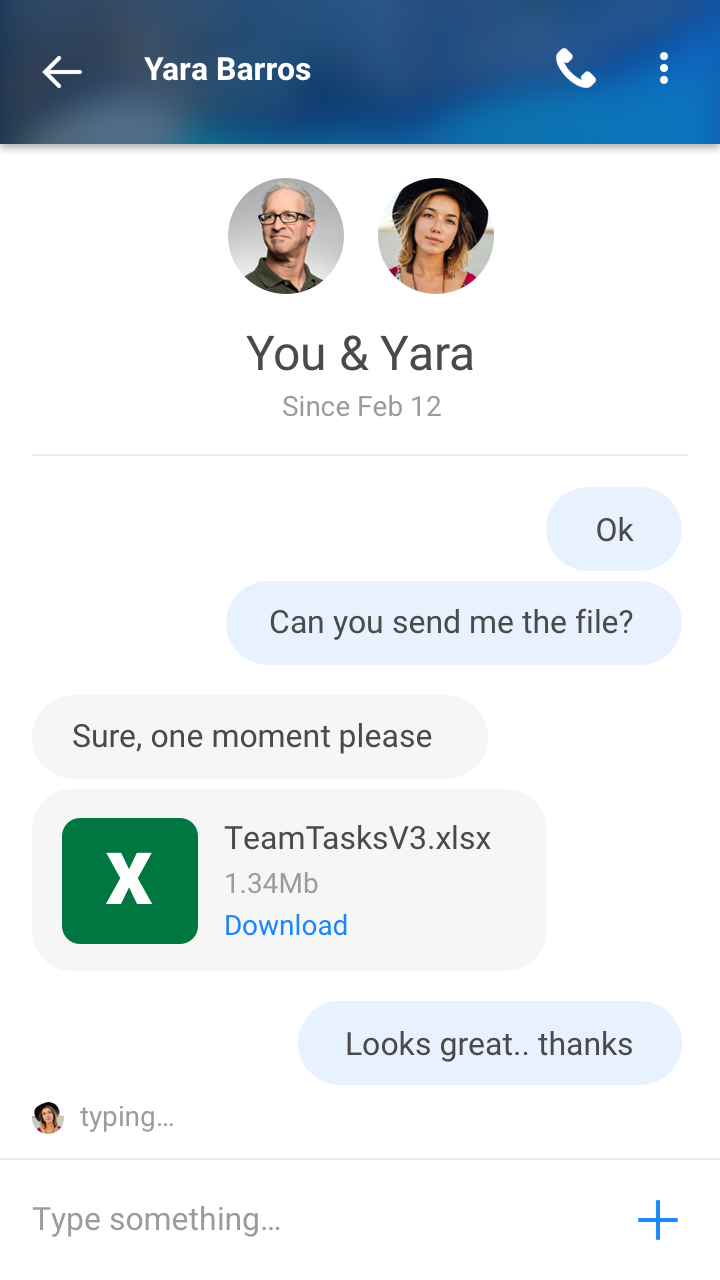 Yara Barros
You & Yara
Since Feb 12
Ok
Can you send me the file?
Sure, one moment please
X
TeamTasksV3.xlsx
1.34Mb
Download
Looks great.. thanks
typing...
Type something...